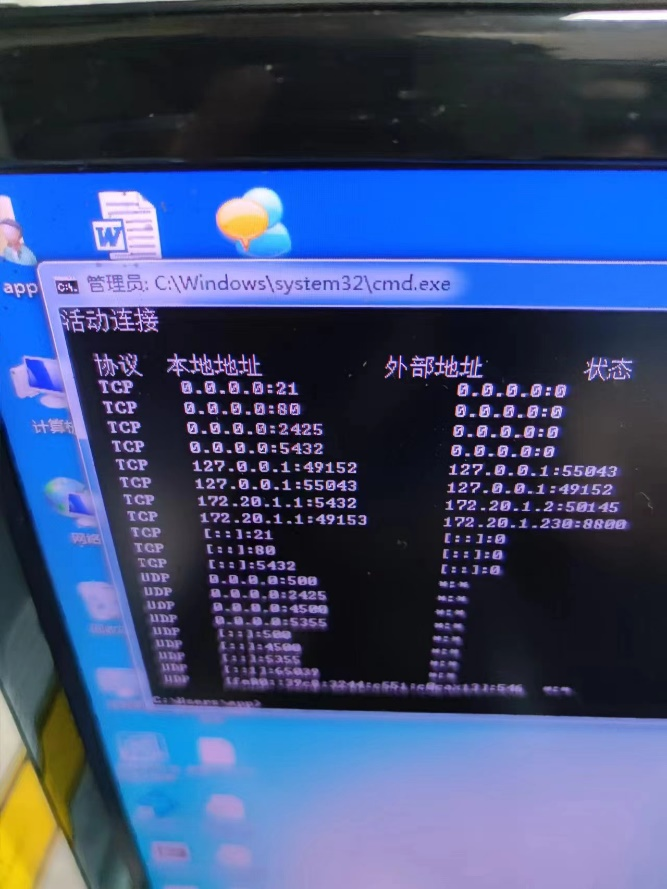 app
管理员: C:\Windows\system32\cmd.exe
活动连接
协议 本地地址 外部地址 状态
TCP 0.0.0.0:21 0.0.0.0:0
TCP 0.0.0.0:80 0.0.0.0:0
TCP 0.0.0.0:2425 0.0.0.0:0
TCP 0.0.0.0:5432 0.0.0.0:0
TCP 127.0.0.1:49152 127.0.0.1:55043
TCP 127.0.0.1:55043 127.0.0.1:49152
TCP 172.20.1.1:5432 172.20.1.2:50145
TCP 172.20.1.1:49153 172.20.1.230:8800
TCP [::]:21 [::]:0
TCP [::]:80 [::]:0
TCP [::]:5432 [::]:0
UDP 0.0.0.0:500 *:*
UDP 0.0.0.0:2425 *:*
UDP 0.0.0.0:4500 *:*
UDP 0.0.0.0:5355 *:*
UDP [::]:500 *:*
UDP [::]:4500 *:*
UDP [::]:5355 *:*
UDP [::]:65039 *:*
UDP *:*
C:\Users\app>
计算机
网络